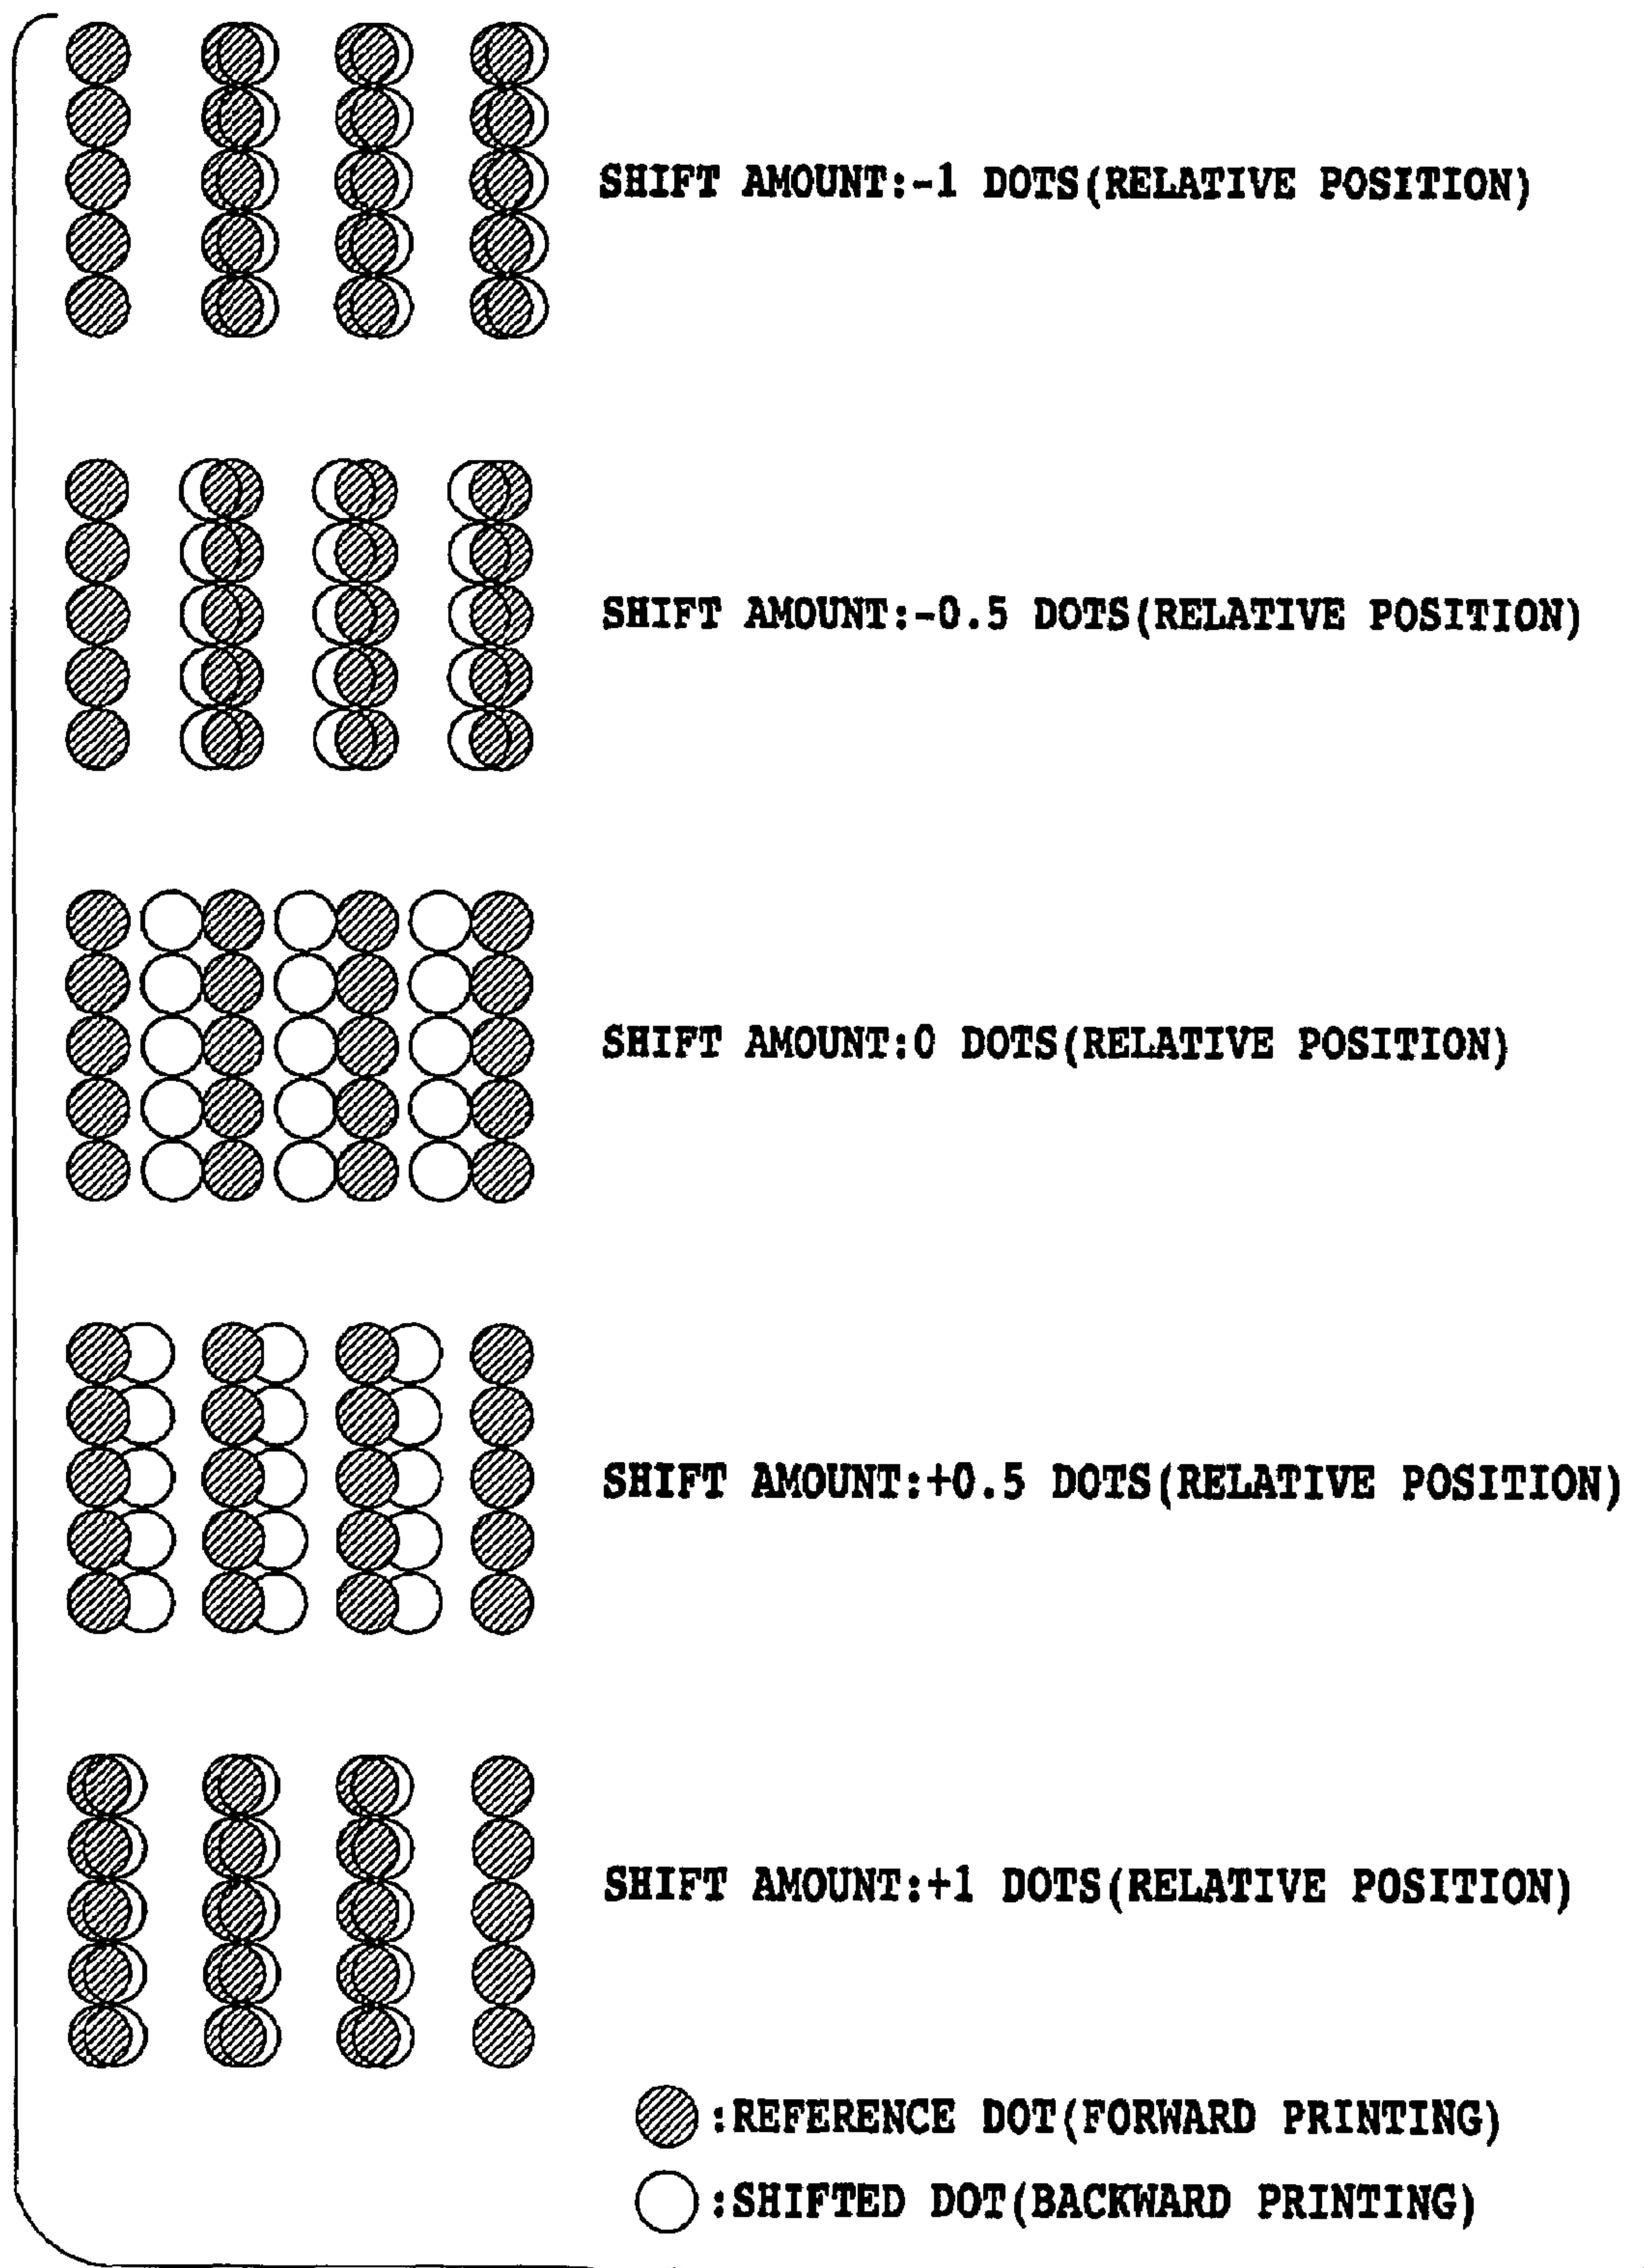 SHIFT AMOUNT:-1 DOTS(RELATIVE POSITION)
SHIFT AMOUNT:-0.5 DOTS(RELATIVE POSITION)
SHIFT AMOUNT:0 DOTS(RELATIVE POSITION)
SHIFT AMOUNT:+0.5 DOTS(RELATIVE POSITION)
SHIFT AMOUNT:+1 DOTS(RELATIVE POSITION)
:REFERENCE DOT(FORWARD PRINTING)
:SHIFTED DOT(BACKWARD PRINTING)